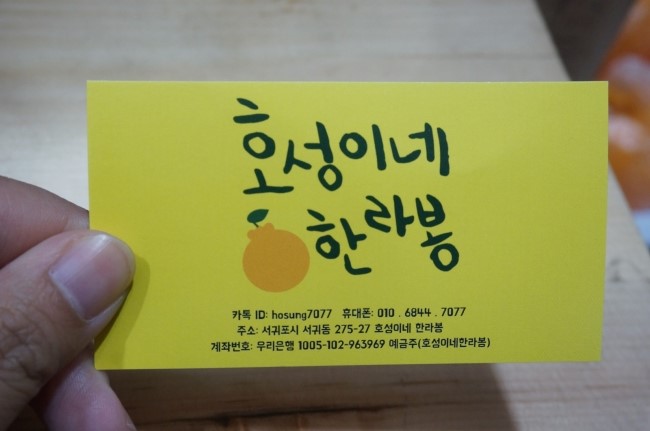 호성이네
한라봉
카톡 ID: hosung7077 휴대폰: 010 . 6844 . 7077
주소: 서귀포시 서귀동 275-27 호성이네 한라봉
계좌번호: 우리은행 1005-102-963969 예금주(호성이네한라봉)